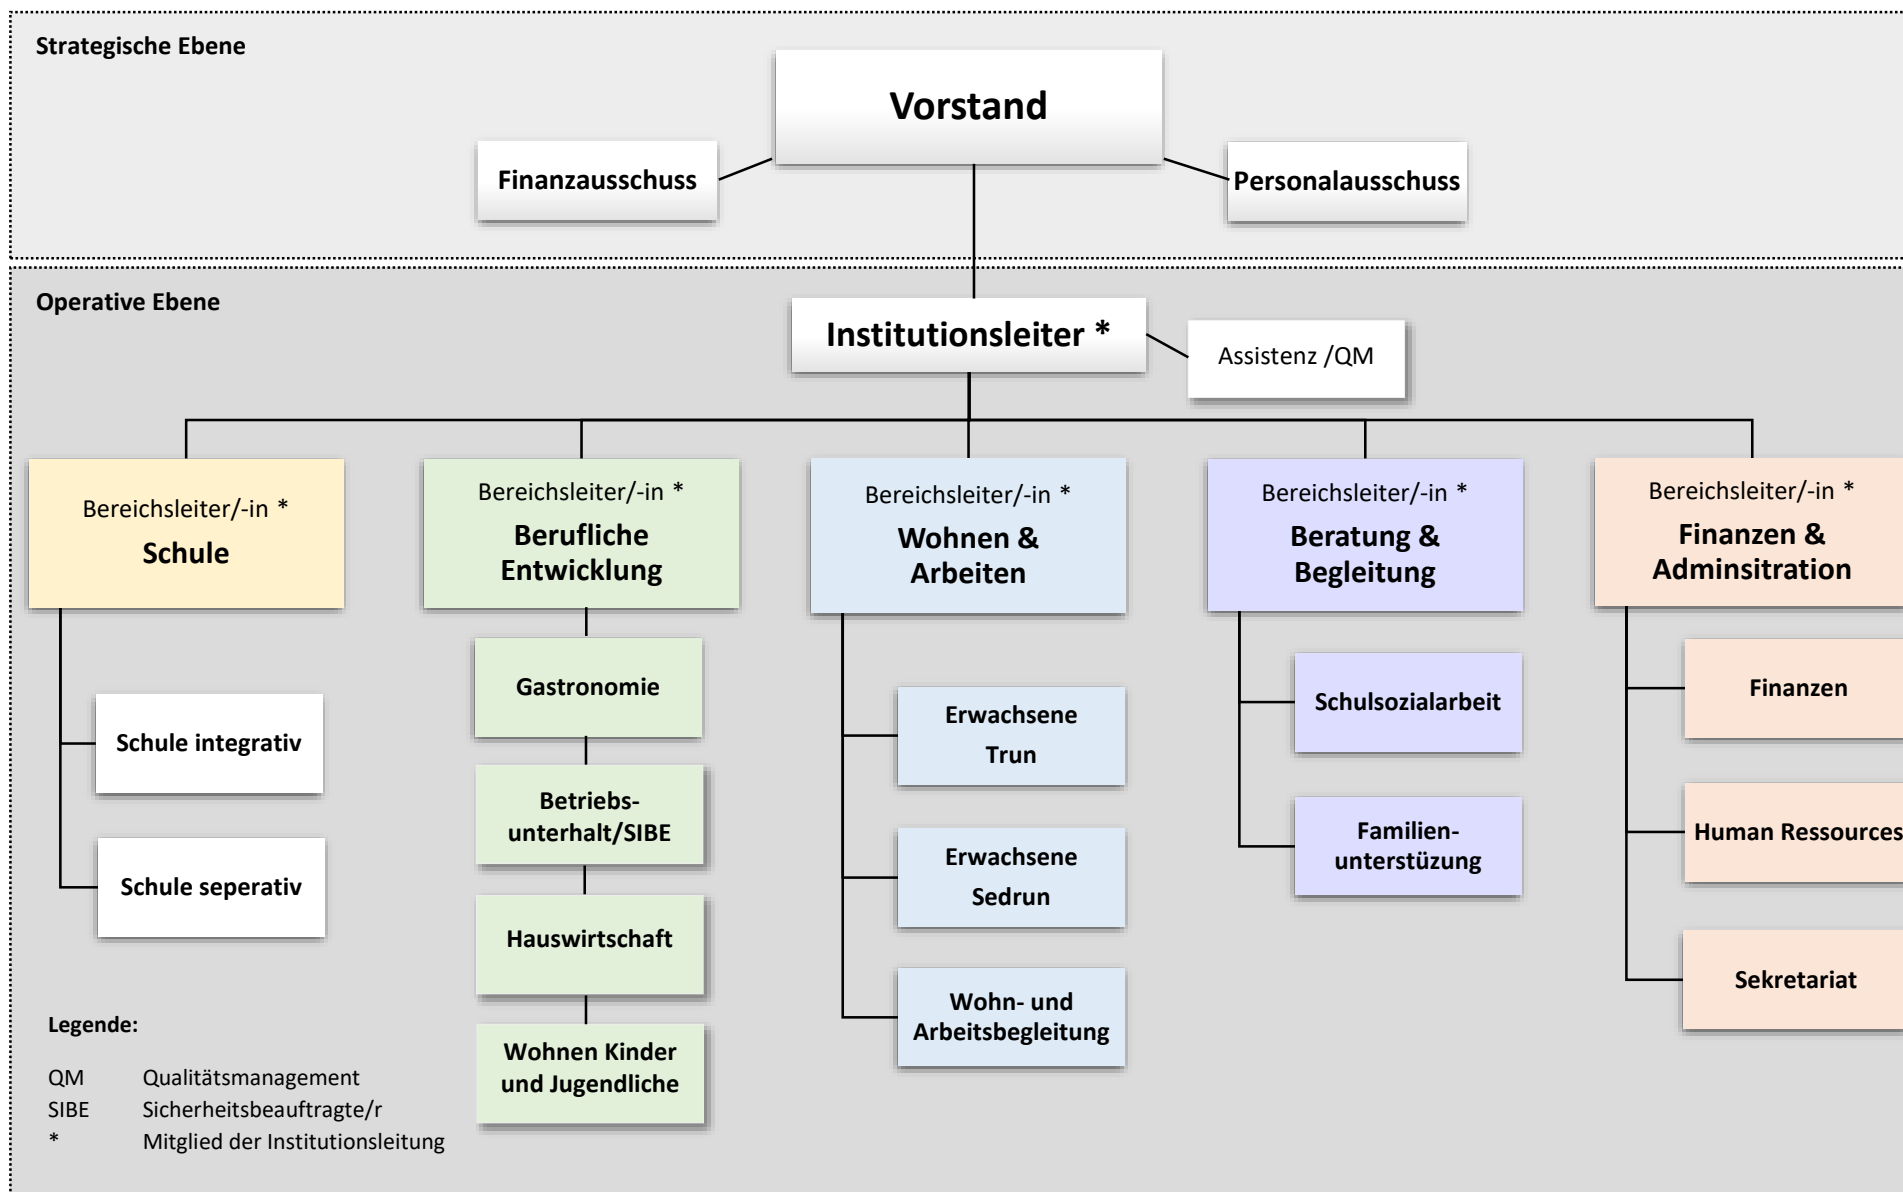 Strategische Ebene
Vorstand
Finanzausschuss
Personalausschuss
Operative Ebene
Institutionsleiter *
Assistenz /QM
Bereichsleiter/-in *
Schule
Schule integrativ
Schule seperativ
Bereichsleiter/-in *
Berufliche
Entwicklung
Gastronomie
Betriebs-
unterhalt/SIBE
Hauswirtschaft
Wohnen Kinder
und Jugendliche
Bereichsleiter/-in *
Wohnen &
Arbeiten
Erwachsene
Trun
Erwachsene
Sedrun
Wohn- und
Arbeitsbegleitung
Bereichsleiter/-in *
Beratung &
Begleitung
Schulsozialarbeit
Familien-
unterstüzung
Bereichsleiter/-in *
Finanzen &
Adminsitration
Finanzen
Human Ressources
Sekretariat
Legende:
QM Qualitätsmanagement
SIBE Sicherheitsbeauftragte/r
* Mitglied der Institutionsleitung